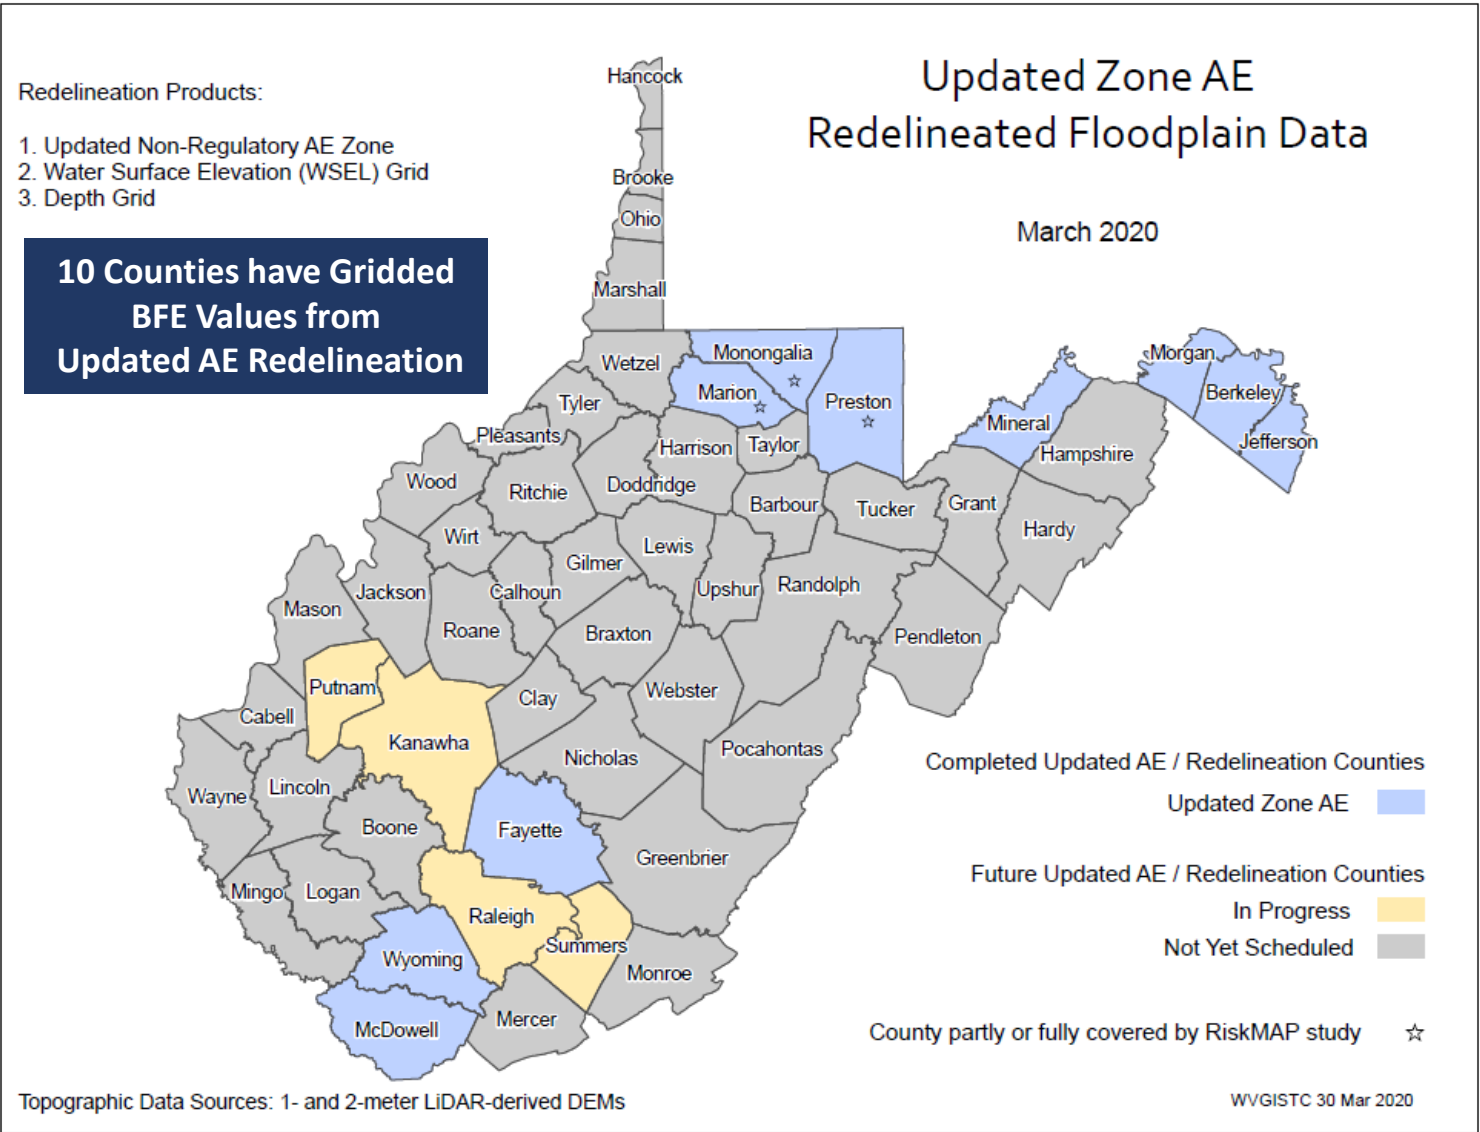 Updated Zone AE
Redelineated Floodplain Data
March 2020
Redelineation Products:
1. Updated Non-Regulatory AE Zone
2. Water Surface Elevation (WSEL) Grid
3. Depth Grid
10 Counties have Gridded
BFE Values from
Updated AE Redelineation
Hancock
Brooke
Ohio
Marshall
Wetzel
Monongalia
Marion
Preston
Morgan
Berkeley
Jefferson
Mineral
Hampshire
Tyler
Pleasants
Harrison
Taylor
Wood
Ritchie
Doddridge
Barbour
Tucker
Grant
Hardy
Wirt
Gilmer
Lewis
Upshur
Randolph
Jackson
Calhoun
Mason
Roane
Braxton
Pendleton
Putnam
Clay
Webster
Cabell
Kanawha
Nicholas
Pocahontas
Wayne
Lincoln
Boone
Fayette
Greenbrier
Mingo
Logan
Raleigh
Summers
Wyoming
Monroe
McDowell
Mercer
Completed Updated AE / Redelineation Counties
Updated Zone AE
Future Updated AE / Redelineation Counties
In Progress
Not Yet Scheduled
County partly or fully covered by RiskMAP study
Topographic Data Sources: 1- and 2-meter LiDAR-derived DEMs
WVGISTC 30 Mar 2020